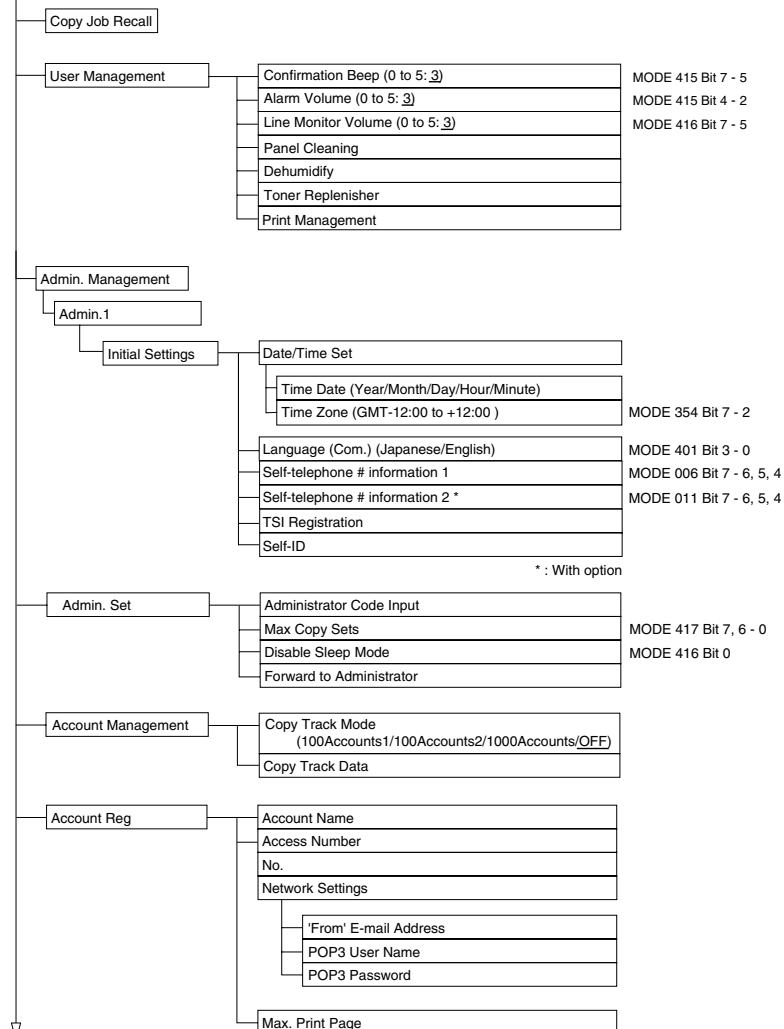 Copy Job Recall
User Management
Confirmation Beep (0 to 5: 3)
MODE 415 Bit 7 - 5
Alarm Volume (0 to 5: 3)
MODE 415 Bit 4 - 2
Line Monitor Volume (0 to 5: 3)
MODE 416 Bit 7 - 5
Panel Cleaning
Dehumidify
Toner Replenisher
Print Management
Admin. Management
Admin.1
Initial Settings
Date/Time Set
Time Date (Year/Month/Day/Hour/Minute)
Time Zone (GMT-12:00 to +12:00 )
MODE 354 Bit 7 - 2
Language (Com.) (Japanese/English)
MODE 401 Bit 3 - 0
Self-telephone # information 1
MODE 006 Bit 7 - 6, 5, 4
Self-telephone # information 2 *
MODE 011 Bit 7 - 6, 5, 4
TSI Registration
Self-ID
* : With option
Admin. Set
Administrator Code Input
Max Copy Sets
MODE 417 Bit 7, 6 - 0
Disable Sleep Mode
MODE 416 Bit 0
Forward to Administrator
Account Management
Copy Track Mode
(100Accounts1/100Accounts2/1000Accounts/OFF)
Copy Track Data
Account Reg
Account Name
Access Number
No.
Network Settings
'From' E-mail Address
POP3 User Name
POP3 Password
Max. Print Page